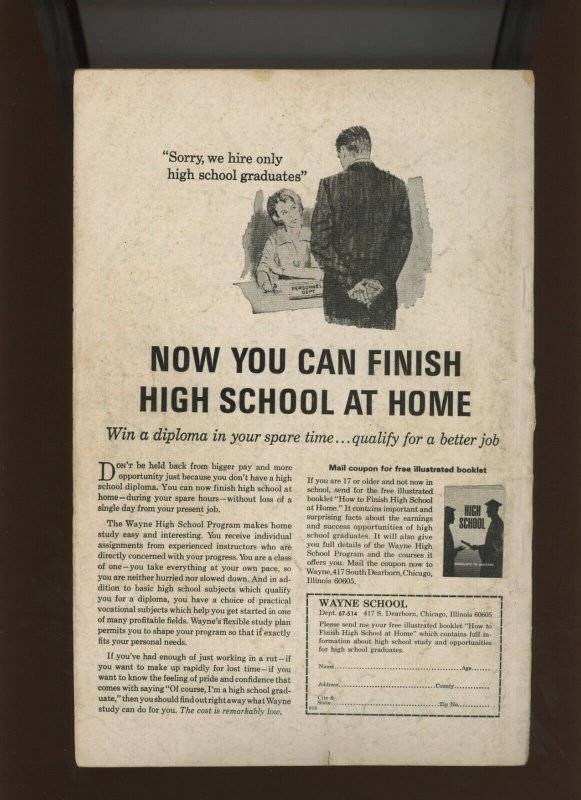 "Sorry, we hire only
high school graduates"
PERSONNEL
DEPT
NOW YOU CAN FINISH
HIGH SCHOOL AT HOME
Win a diploma in your spare time...qualify for a better job
DON'T be held back from bigger pay and more
opportunity just because you don't have a high
school diploma. You can now finish high school at
home—during your spare hours—without loss of a
single day from your present job.
The Wayne High School Program makes home
study easy and interesting. You receive individual
assignments from experienced instructors who are
directly concerned with your progress. You are a class
of one—you take everything at your own pace, so
you are neither hurried nor slowed down. And in ad-
dition to basic high school subjects which qualify
you for a diploma, you have a choice of practical
vocational subjects which help you get started in one
of many profitable fields. Wayne's flexible study plan
permits you to shape your program so that it exactly
fits your personal needs.
If you've had enough of just working in a rut—if
you want to make up rapidly for lost time—if you
want to know the feeling of pride and confidence that
comes with saying "Of course, I'm a high school grad-
uate," then you should find out right away what Wayne
study can do for you. The cost is remarkably low.
Mail coupon for free illustrated booklet
If you are 17 or older and not now in
school, send for the free illustrated
booklet "How to Finish High School
at Home." It contains important and
surprising facts about the earnings
and success opportunities of high
school graduates. It will also give
you full details of the Wayne High
School Program and the courses it
offers you. Mail the coupon now to
Wayne, 417 South Dearborn, Chicago,
Illinois 60605.
HIGH
SCHOOL
WAYNE SCHOOL
Dept. 67-514 417 S. Dearborn, Chicago, Illinois 60605
Please send me your free illustrated booklet "How to
Finish High School at Home" which contains full in-
formation about high school study and opportunities
for high school graduates.
Name Age
Address County
City &
State Zip No.